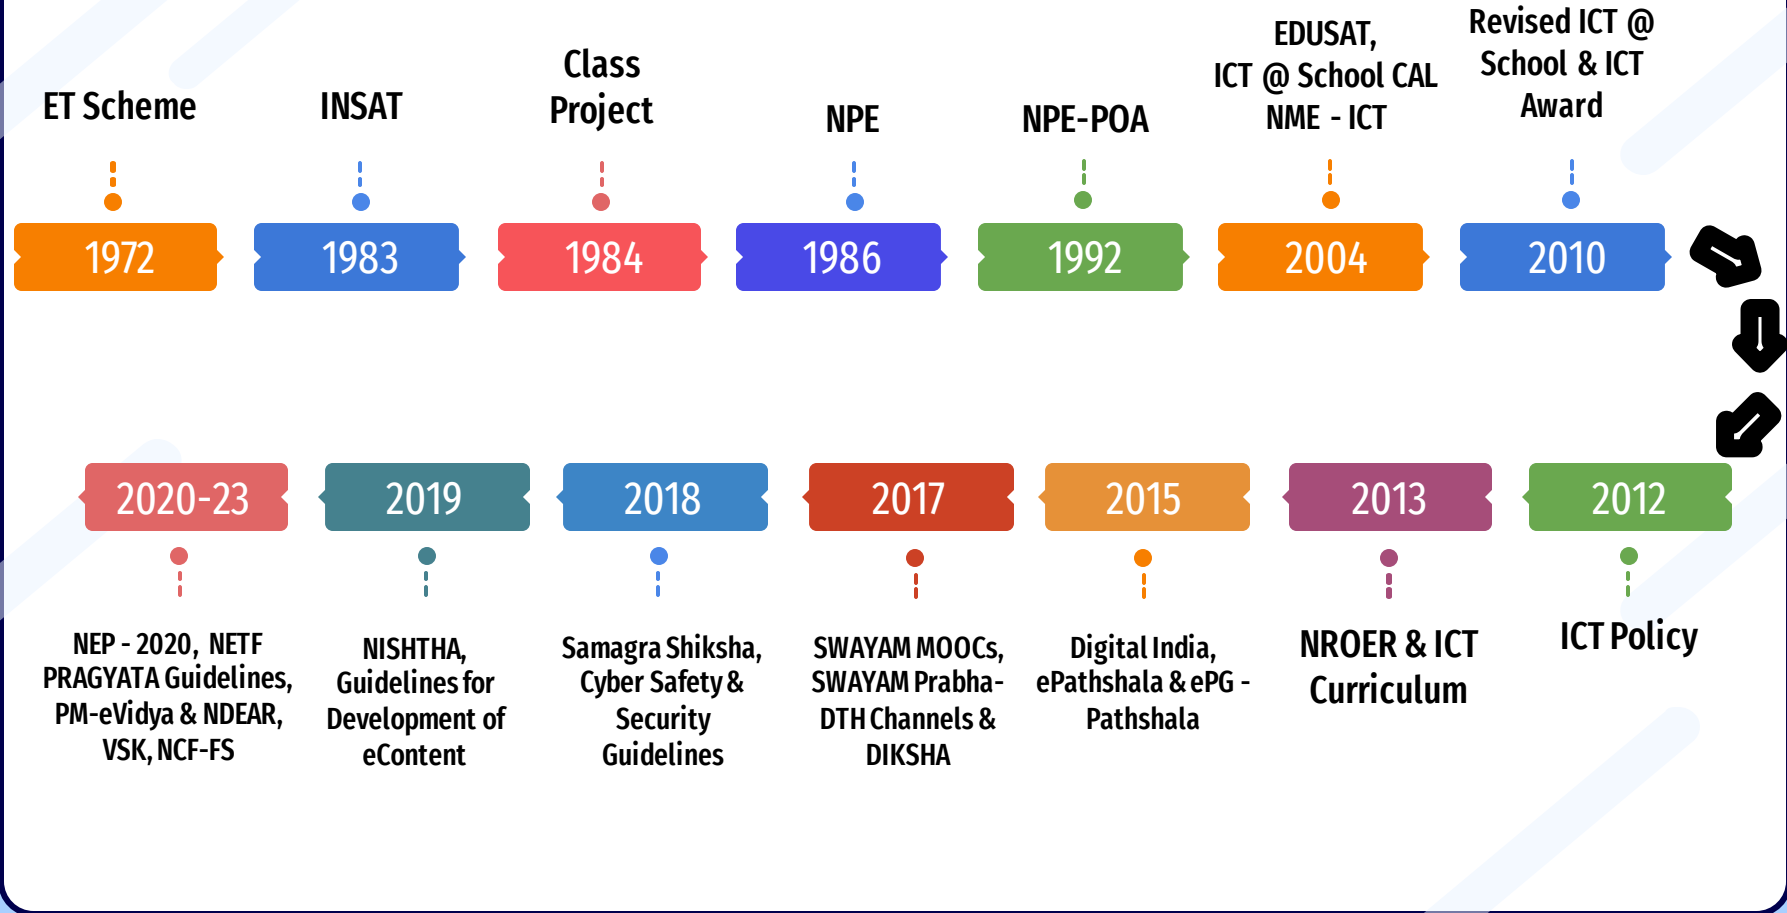 ET Scheme
INSAT
Class
Project
NPE
NPE-POA
EDUSAT,
ICT @ School CAL
NME - ICT
Revised ICT @
School & ICT
Award
1972
1983
1984
1986
1992
2004
2010
2020-23
2019
2018
2017
2015
2013
2012
NEP - 2020, NETF
PRAGYATA Guidelines,
PM-eVidya & NDEAR,
VSK, NCF-FS
NISHTHA,
Guidelines for
Development of
eContent
Samagra Shiksha,
Cyber Safety &
Security
Guidelines
SWAYAM MOOCs,
SWAYAM Prabha-
DTH Channels &
DIKSHA
Digital India,
ePathshala & ePG -
Pathshala
NROER & ICT
Curriculum
ICT Policy